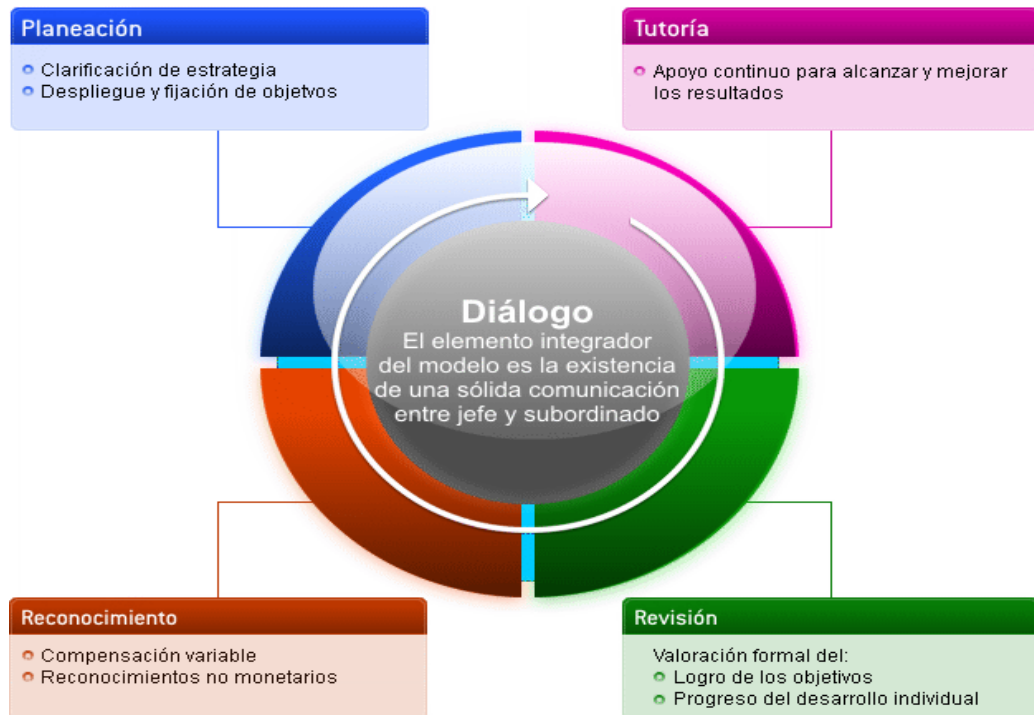 Planeación
Clarificación de estrategia
Despliegue y fijación de objetvos
Tutoría
Apoyo continuo para alcanzar y mejorar
los resultados
Diálogo
El elemento integrador
del modelo es la existencia
de una sólida comunicación
entre jefe y subordinado
Reconocimiento
Compensación variable
Reconocimientos no monetarios
Revisión
Valoración formal del:
Logro de los objetivos
Progreso del desarrollo individual